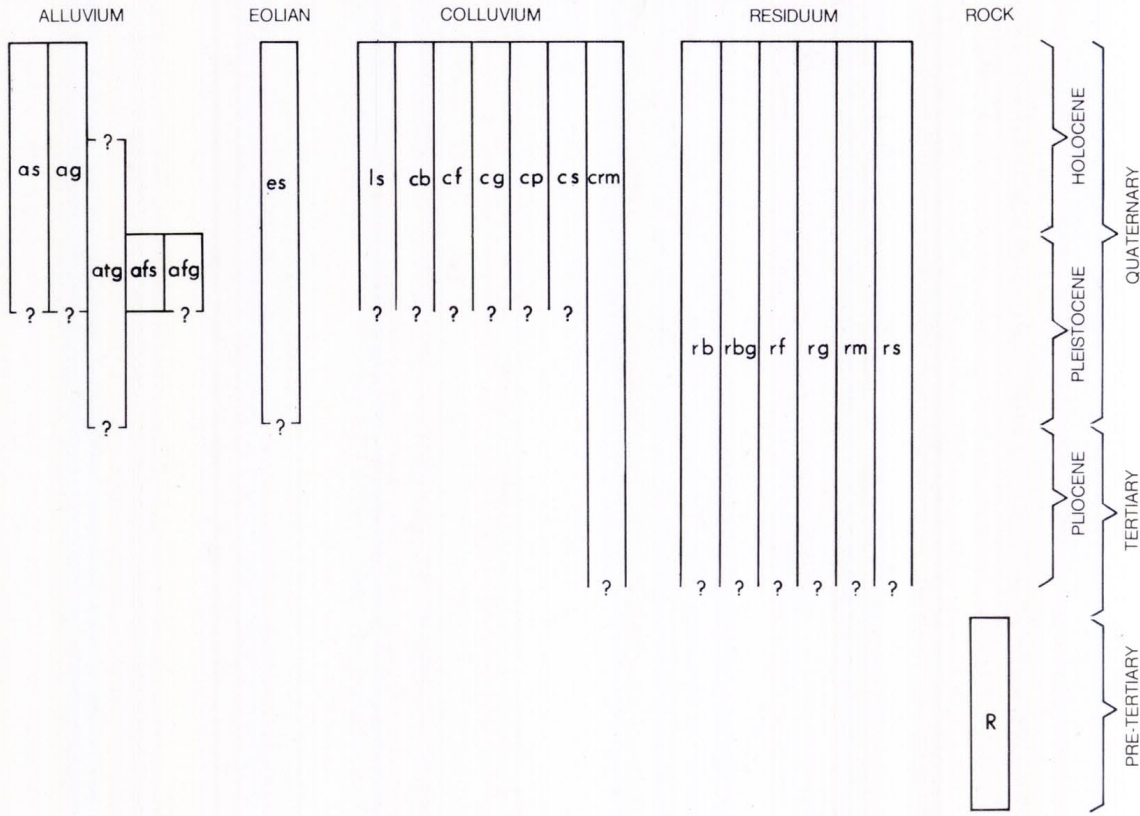 ALLUVIUM EOLIAN COLLUVIUM RESIDUUM ROCK
?
as ag es ls cb cf cg cp cs crm
atg afs afg
? ? ? ? ? ? ? ? ?
rb rbg rf rg rm rs
? ?
? ? ? ? ? ? ?
R
HOLOCENE
PLEISTOCENE
PLIOCENE
QUATERNARY
TERTIARY
PRE-TERTIARY